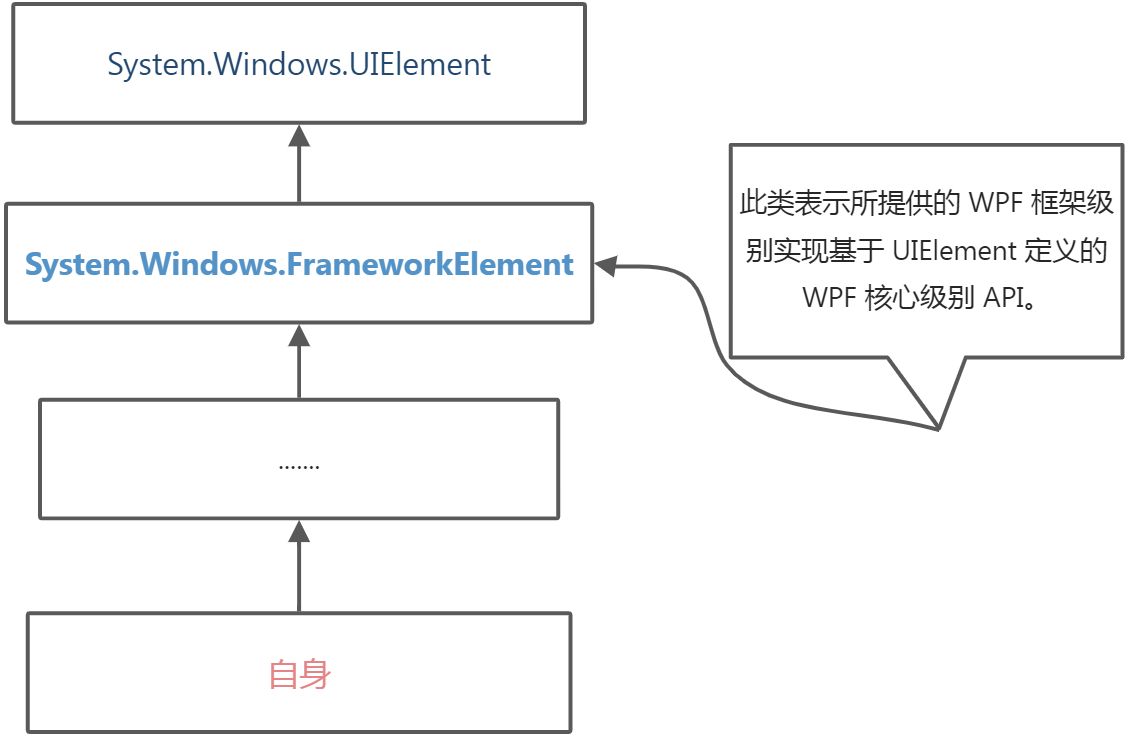 System.Windows.UIElement
System.Windows.FrameworkElement
此类表示所提供的 WPF 框架级
别实现基于 UIElement 定义的
WPF 核心级别 API。
.......
自身